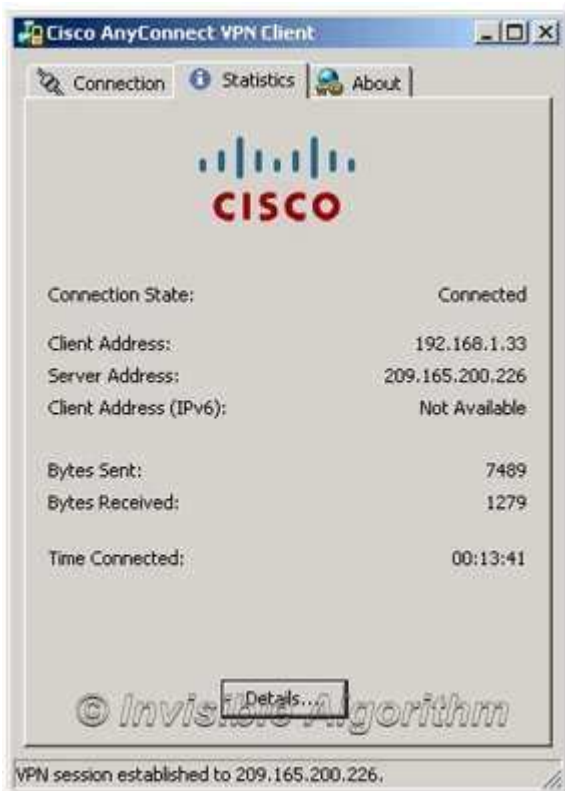 Cisco AnyConnect VPN Client
Connection Statistics About
CISCO
Connection State: Connected
Client Address: 192.168.1.33
Server Address: 209.165.200.226
Client Address (IPv6): Not Available
Bytes Sent: 7489
Bytes Received: 1279
Time Connected: 00:13:41
Details...
© Invisible Algorithm
VPN session established to 209.165.200.226.